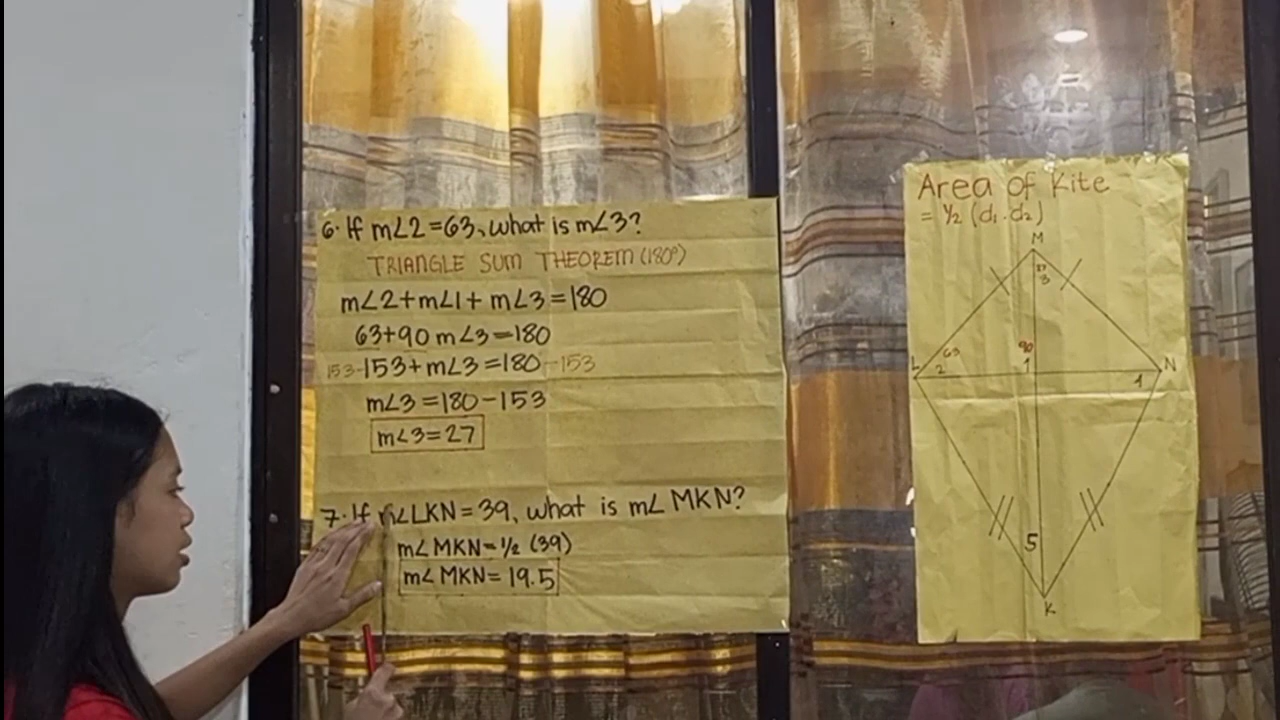 6. If m∠2=63, what is m∠3?
TRIANGLE SUM THEOREM (180°)
m∠2+m∠1+m∠3=180
63+90 m∠3=180
153-153+m∠3=180-153
m∠3=180-153
m∠3=27
7. If m∠LKN=39, what is m∠MKN?
m∠MKN=1/2 (39)
m∠MKN=19.5
Area of Kite
= 1/2 (d1·d2)
M
3
63
90
L
2
1
1
N
5
K